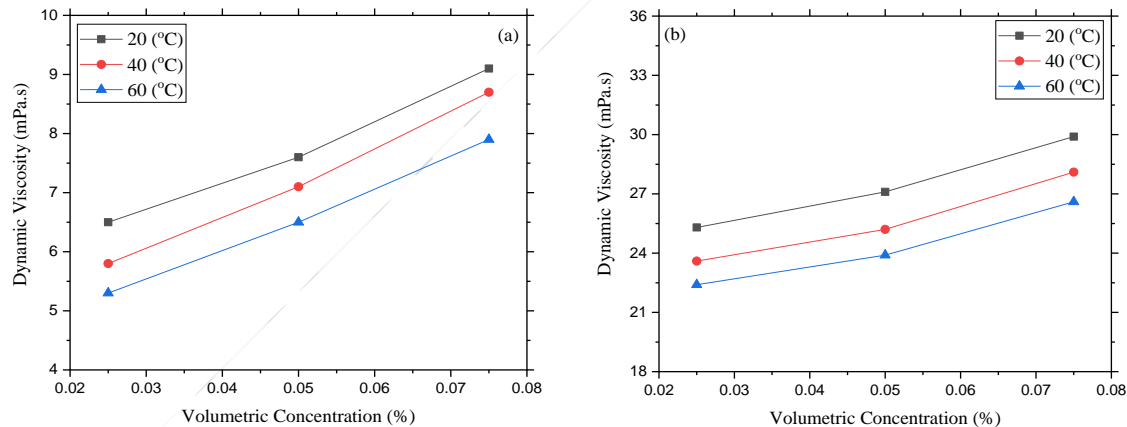 (a)
20 (°C)
40 (°C)
60 (°C)
10
9
8
7
6
5
4
0.02 0.03 0.04 0.05 0.06 0.07 0.08
Dynamic Viscosity (mPa.s)
Volumetric Concentration (%)
(b)
20 (°C)
40 (°C)
60 (°C)
36
33
30
27
24
21
18
0.02 0.03 0.04 0.05 0.06 0.07 0.08
Dynamic Viscosity (mPa.s)
Volumetric Concentration (%)